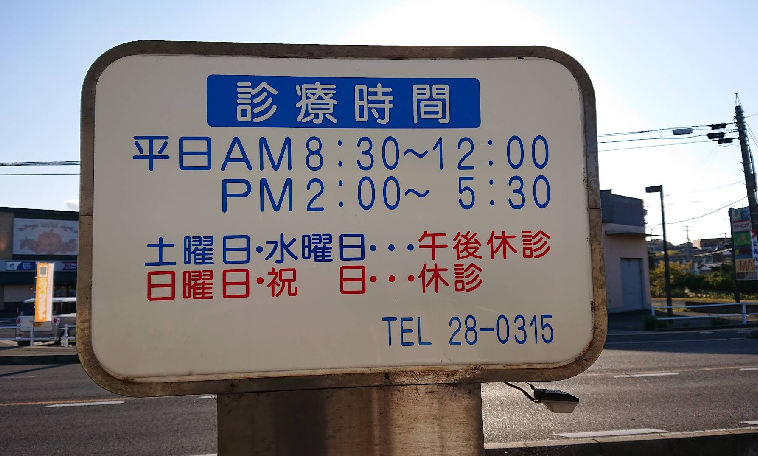 診療時間
平日AM8:30~12:00
PM2:00~ 5:30
土曜日・水曜日・・・午後休診
日曜日・祝　日・・・休診
TEL 28-0315